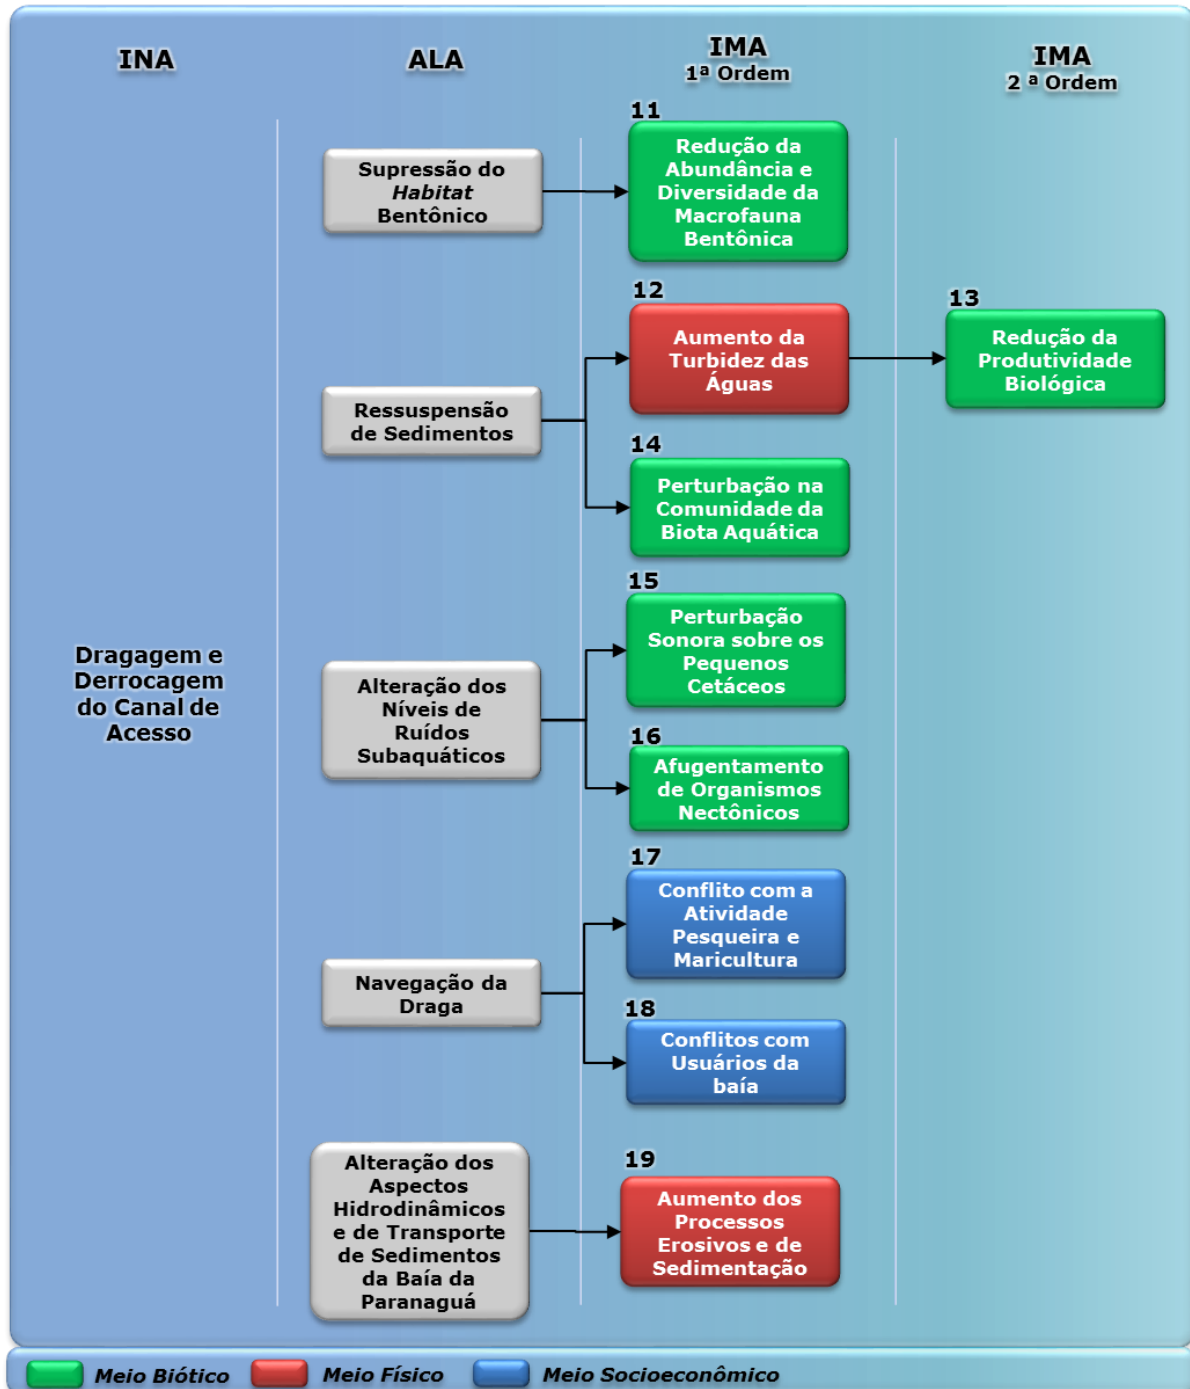 INA
ALA
IMA
1ª Ordem
IMA
2 ª Ordem
Dragagem e
Derrocagem
do Canal de
Acesso
Supressão do
Habitat
Bentônico
11
Redução da
Abundância e
Diversidade da
Macrofauna
Bentônica
Ressuspensão
de Sedimentos
12
Aumento da
Turbidez das
Águas
13
Redução da
Produtividade
Biológica
14
Perturbação na
Comunidade da
Biota Aquática
Alteração dos
Níveis de
Ruídos
Subaquáticos
15
Perturbação
Sonora sobre os
Pequenos
Cetáceos
16
Afugentamento
de Organismos
Nectônicos
Navegação da
Draga
17
Conflito com a
Atividade
Pesqueira e
Maricultura
18
Conflitos com
Usuários da
baía
Alteração dos
Aspectos
Hidrodinâmicos
e de Transporte
de Sedimentos
da Baía da
Paranaguá
19
Aumento dos
Processos
Erosivos e de
Sedimentação
Meio Biótico
Meio Físico
Meio Socioeconômico